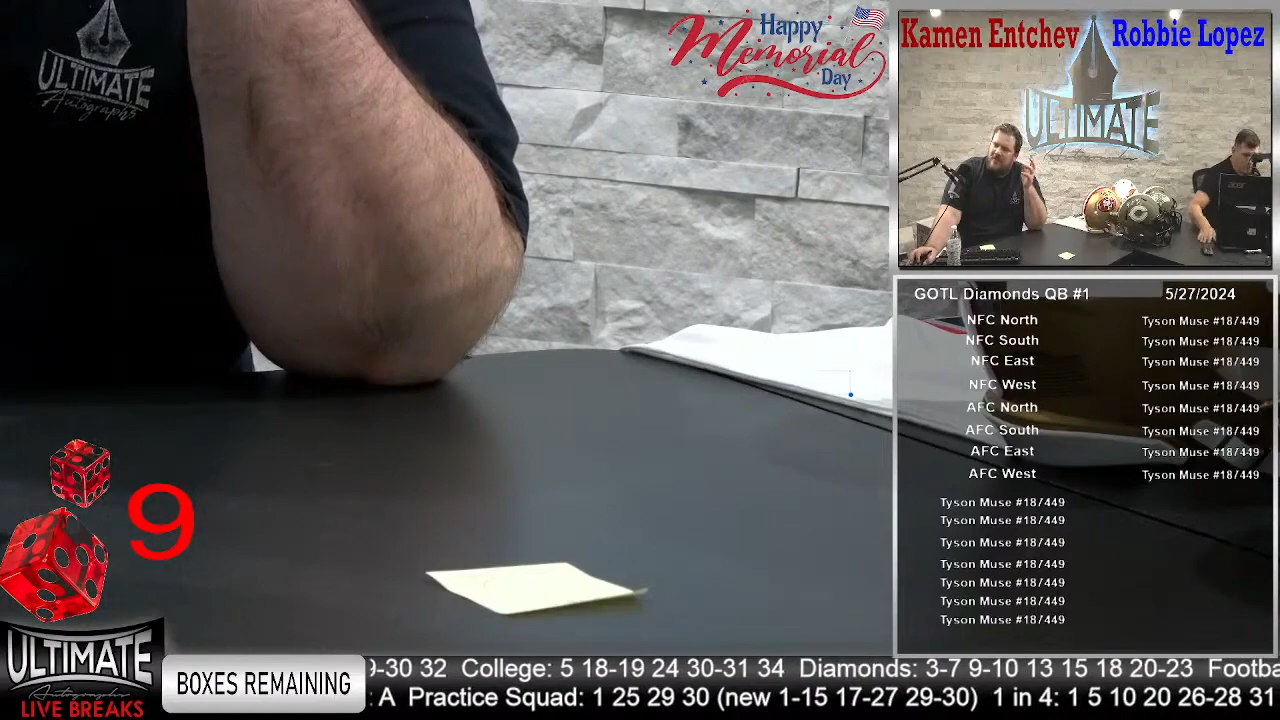 ULTIMATE
Autographs
Happy
Memorial
Day
Kamen Entchev Robbie Lopez
ULTIMATE
acer
GOTL Diamonds QB #1 5/27/2024
NFC North Tyson Muse #18/449
NFC South Tyson Muse #18/449
NFC East Tyson Muse #18/449
NFC West Tyson Muse #18/449
AFC North Tyson Muse #18/449
AFC South Tyson Muse #18/449
AFC East Tyson Muse #18/449
AFC West Tyson Muse #18/449
Tyson Muse #18/449
Tyson Muse #18/449
Tyson Muse #18/449
Tyson Muse #18/449
Tyson Muse #18/449
Tyson Muse #18/449
Tyson Muse #18/449
9
ULTIMATE
Autographs
LIVE BREAKS
BOXES REMAINING
9-30 32 College: 5 18-19 24 30-31 34 Diamonds: 3-7 9-10 13 15 18 20-23 Footba
: A Practice Squad: 1 25 29 30 (new 1-15 17-27 29-30) 1 in 4: 1 5 10 20 26-28 31